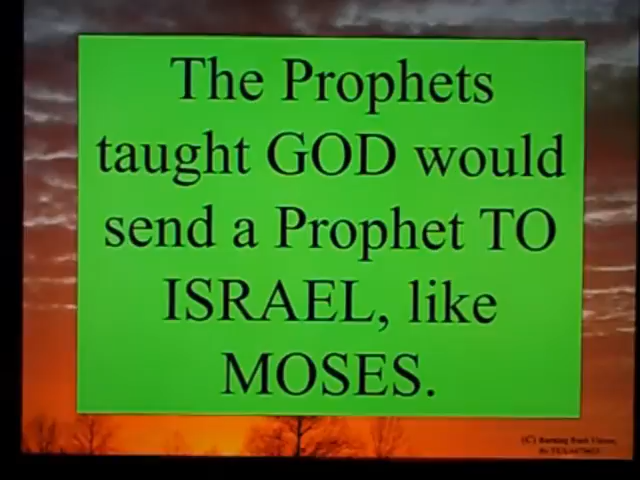 The Prophets
taught GOD would
send a Prophet TO
ISRAEL, like
MOSES.
(C)